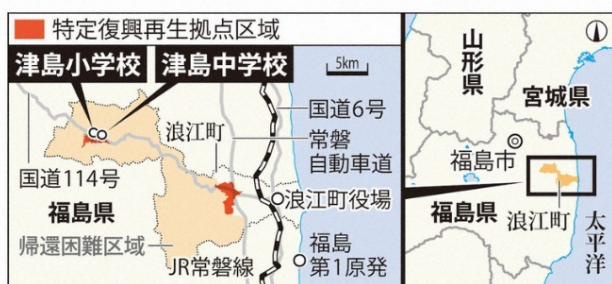 特定復興再生拠点区域
津島小学校
津島中学校
5km
国道6号
浪江町
常磐
自動車道
国道114号
浪江町役場
福島県
帰還困難区域
福島
第1原発
JR常磐線
山形県
宮城県
福島市
福島県
浪江町
太平洋